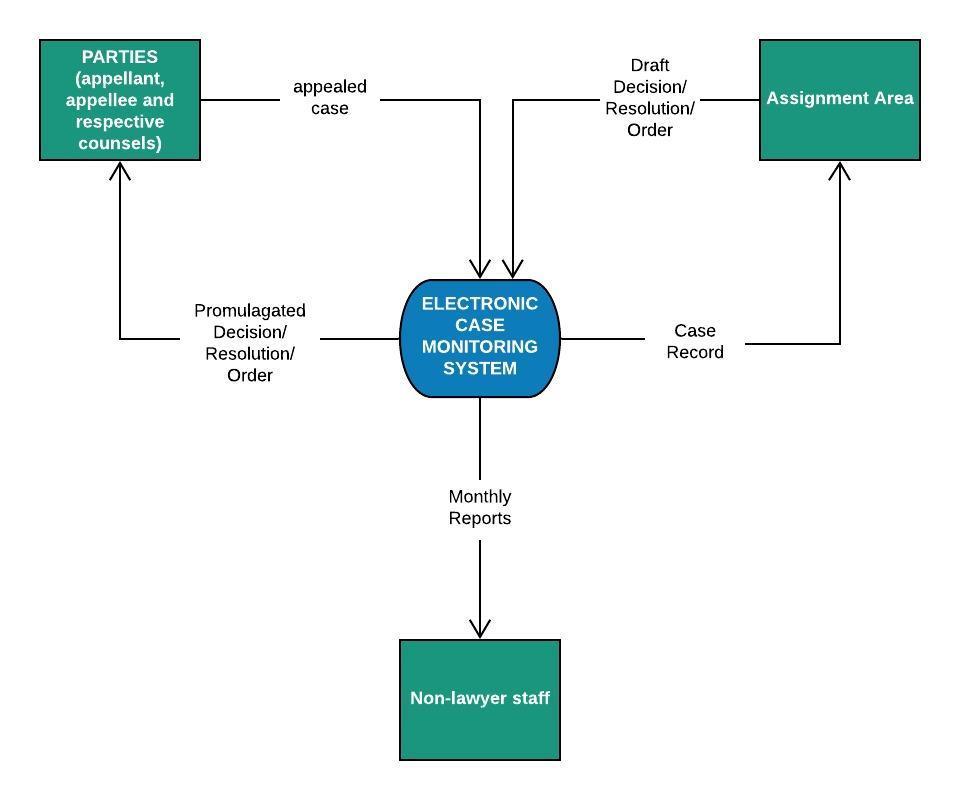 PARTIES
(appellant,
appellee and
respective
counsels)
appealed
case
Draft
Decision/
Resolution/
Order
Assignment Area
Promulagated
Decision/
Resolution/
Order
ELECTRONIC
CASE
MONITORING
SYSTEM
Case
Record
Monthly
Reports
Non-lawyer staff